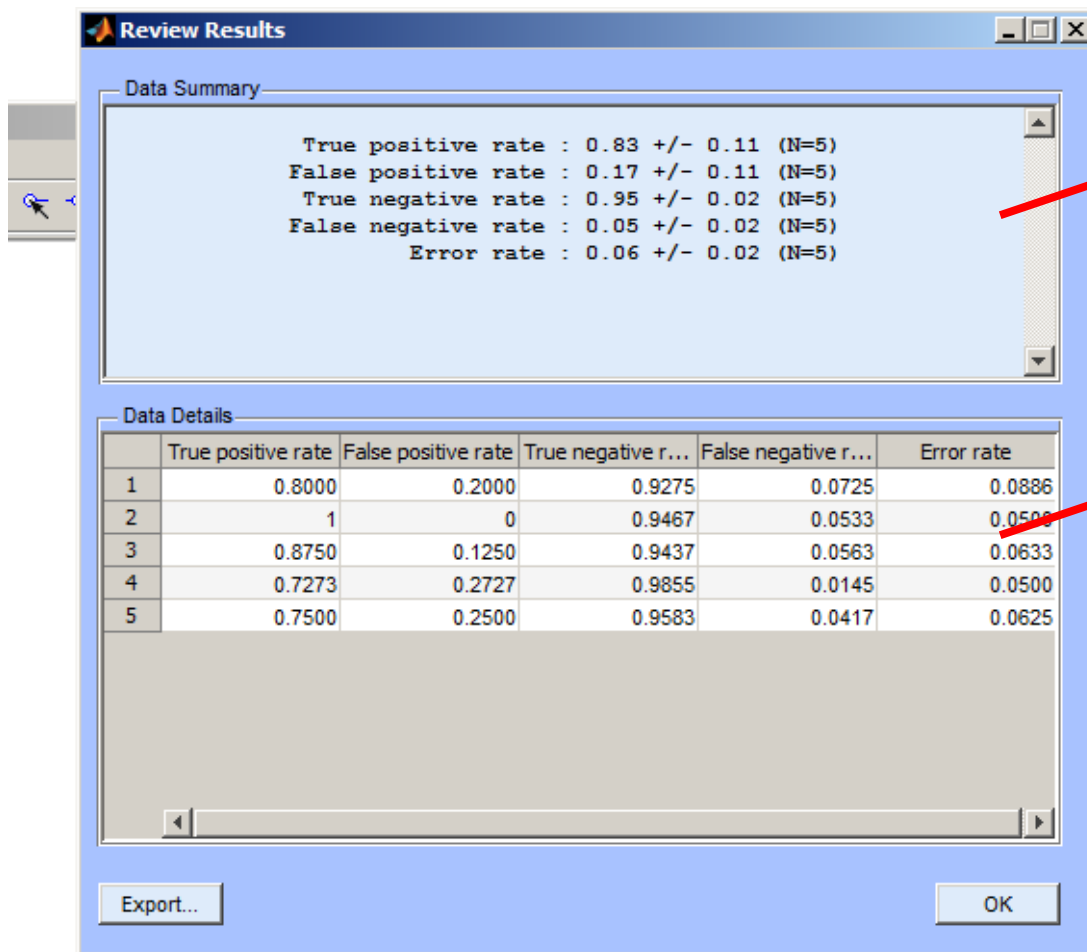 Review Results
Data Summary
True positive rate : 0.83 +/- 0.11 (N=5)
False positive rate : 0.17 +/- 0.11 (N=5)
True negative rate : 0.95 +/- 0.02 (N=5)
False negative rate : 0.05 +/- 0.02 (N=5)
Error rate : 0.06 +/- 0.02 (N=5)
Data Details
True positive rate False positive rate True negative r... False negative r... Error rate
1 0.8000 0.2000 0.9275 0.0725 0.0886
2 1 0 0.9467 0.0533 0.0500
3 0.8750 0.1250 0.9437 0.0563 0.0633
4 0.7273 0.2727 0.9855 0.0145 0.0500
5 0.7500 0.2500 0.9583 0.0417 0.0625
Export... OK